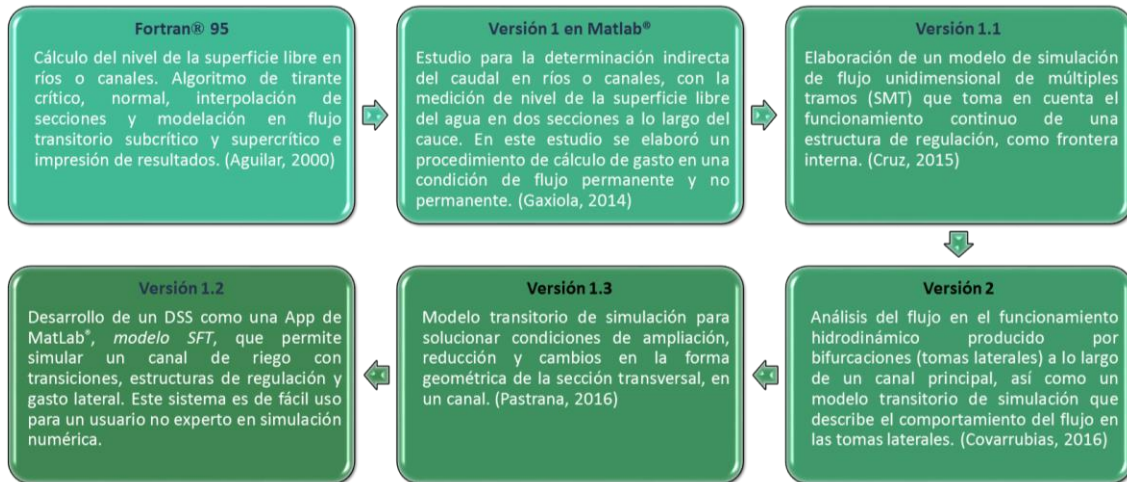 Fortran® 95
Cálculo del nivel de la superficie libre en
ríos o canales. Algoritmo de tirante
crítico, normal, interpolación de
secciones y modelación en flujo
transitorio subcrítico y supercrítico e
impresión de resultados. (Aguilar, 2000)
Versión 1 en Matlab®
Estudio para la determinación indirecta
del caudal en ríos o canales, con la
medición de nivel de la superficie libre
del agua en dos secciones a lo largo del
cauce. En este estudio se elaboró un
procedimiento de cálculo de gasto en una
condición de flujo permanente y no
permanente. (Gaxiola, 2014)
Versión 1.1
Elaboración de un modelo de simulación
de flujo unidimensional de múltiples
tramos (SMT) que toma en cuenta el
funcionamiento continuo de una
estructura de regulación, como frontera
interna. (Cruz, 2015)
Versión 2
Análisis del flujo en el funcionamiento
hidrodinámico producido por
bifurcaciones (tomas laterales) a lo largo
de un canal principal, así como un
modelo transitorio de simulación que
describe el comportamiento del flujo en
las tomas laterales. (Covarrubias, 2016)
Versión 1.3
Modelo transitorio de simulación para
solucionar condiciones de ampliación,
reducción y cambios en la forma
geométrica de la sección transversal, en
un canal. (Pastrana, 2016)
Versión 1.2
Desarrollo de un DSS como una App de
MatLab®, modelo SFT, que permite
simular un canal de riego con
transiciones, estructuras de regulación y
gasto lateral. Este sistema es de fácil uso
para un usuario no experto en simulación
numérica.